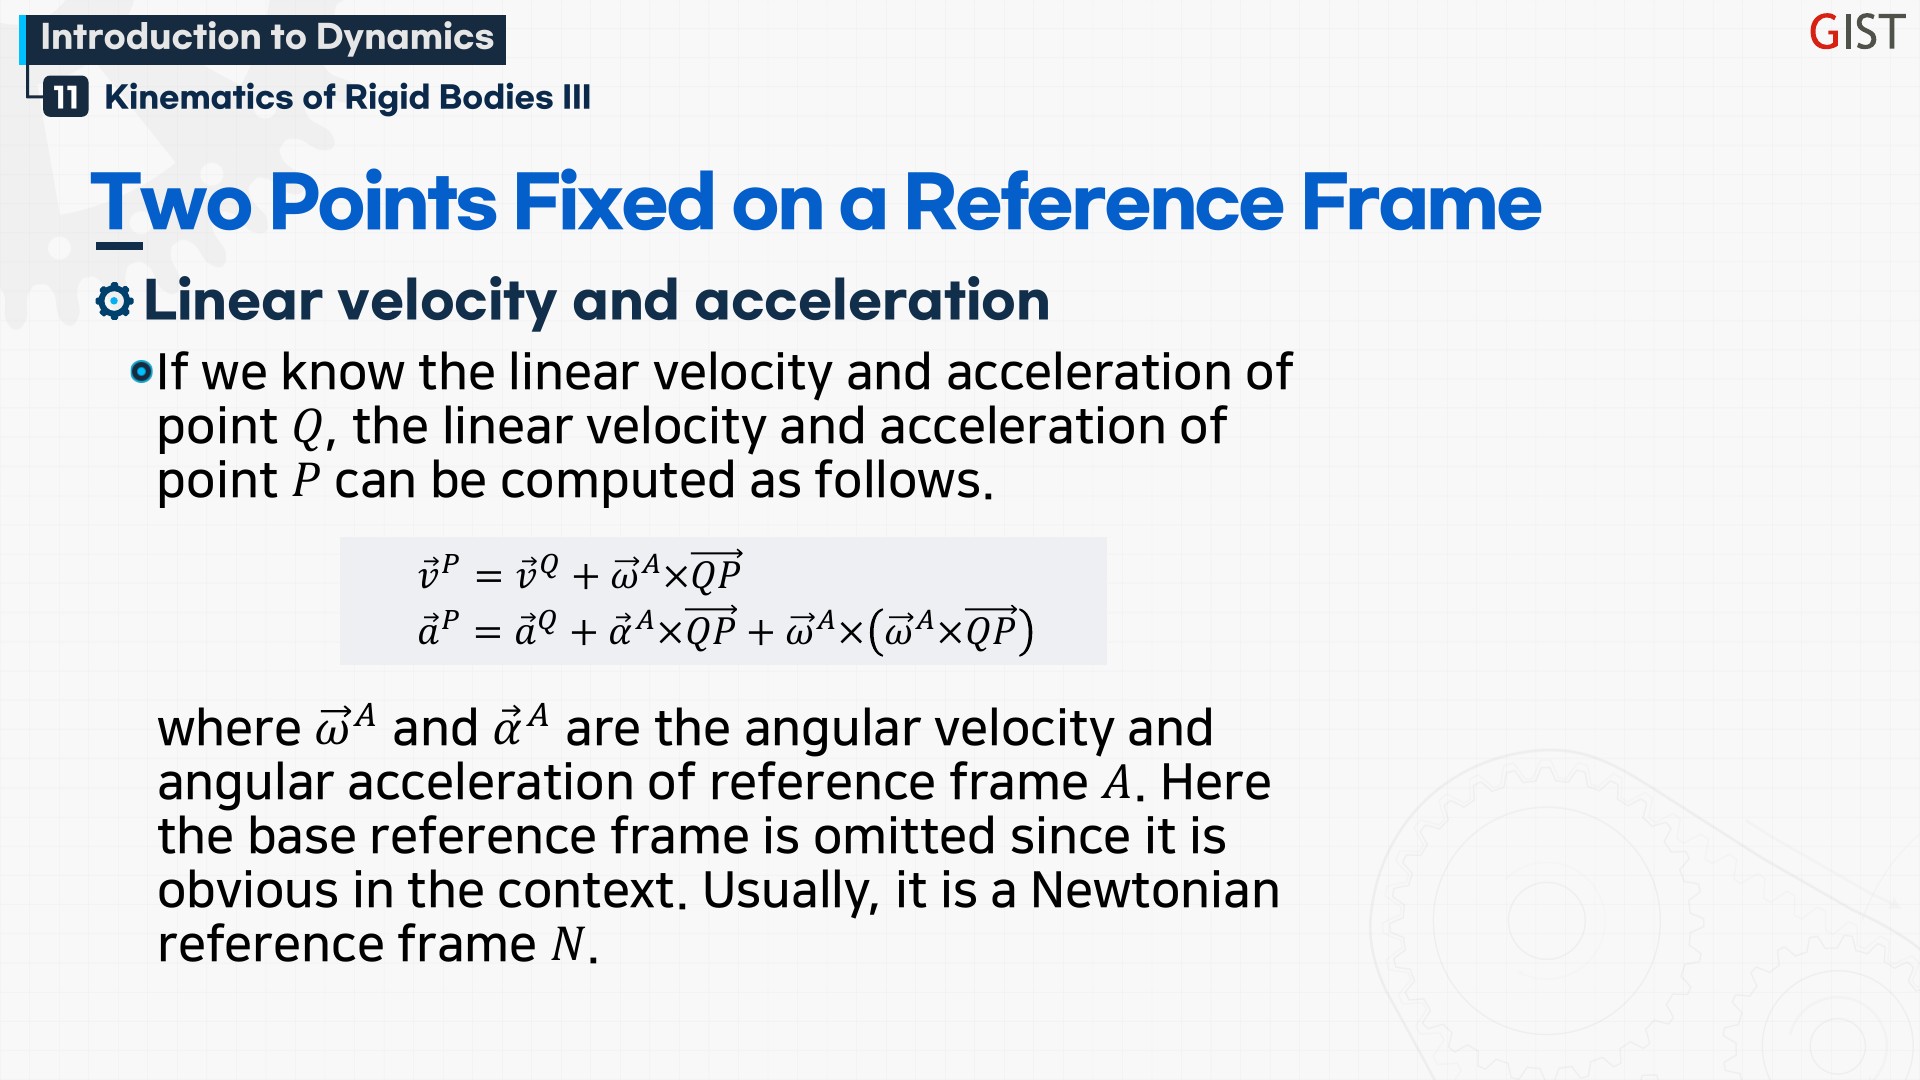 Introduction to Dynamics
GIST
11 Kinematics of Rigid Bodies III
Two Points Fixed on a Reference Frame
Linear velocity and acceleration
If we know the linear velocity and acceleration of
point Q, the linear velocity and acceleration of
point P can be computed as follows.
v⃗^P = v⃗^Q + ω⃗^A×\overrightarrow{QP}
a⃗^P = a⃗^Q + α⃗^A×\overrightarrow{QP} + ω⃗^A×(ω⃗^A×\overrightarrow{QP})
where ω⃗^A and α⃗^A are the angular velocity and
angular acceleration of reference frame A. Here
the base reference frame is omitted since it is
obvious in the context. Usually, it is a Newtonian
reference frame N.